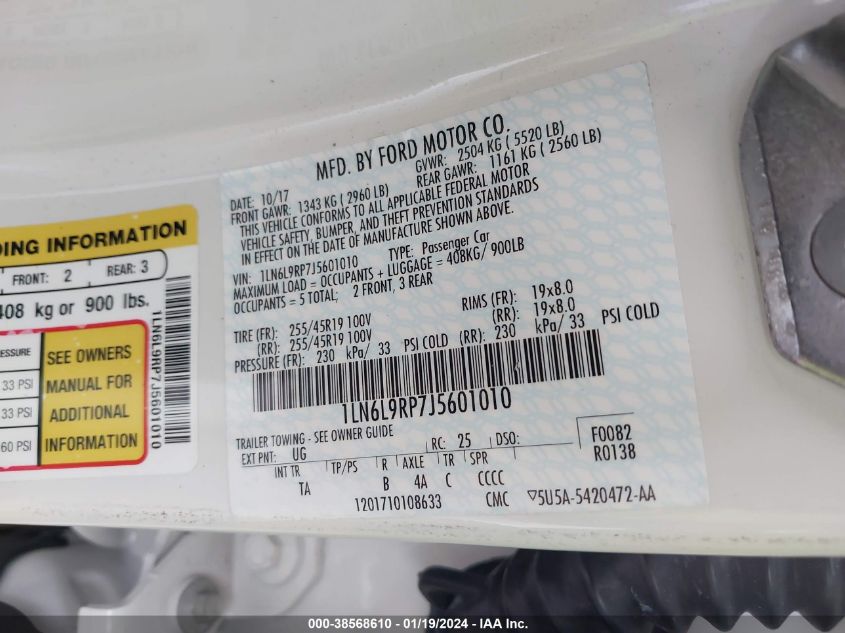 MFD. BY FORD MOTOR CO.
DATE: 10/17 GVWR: 2504 KG ( 5520 LB)
FRONT GAWR: 1343 KG ( 2960 LB) REAR GAWR: 1161 KG ( 2560 LB)
THIS VEHICLE CONFORMS TO ALL APPLICABLE FEDERAL MOTOR
VEHICLE SAFETY, BUMPER, AND THEFT PREVENTION STANDARDS
IN EFFECT ON THE DATE OF MANUFACTURE SHOWN ABOVE.
VIN: 1LN6L9RP7J5601010 TYPE: Passenger Car
MAXIMUM LOAD = OCCUPANTS + LUGGAGE = 408KG/ 900LB
OCCUPANTS = 5 TOTAL; 2 FRONT, 3 REAR
TIRE (FR): 255/45R19 100V RIMS (FR): 19x8.0
(RR): 255/45R19 100V (RR): 19x8.0
PRESSURE (FR): 230 kPa/ 33 PSI COLD (RR): 230 kPa/ 33 PSI COLD
1LN6L9RP7J5601010
TRAILER TOWING - SEE OWNER GUIDE
EXT PNT: UG RC: 25 DSO: F0082
R0138
INT TR TP/PS R AXLE TR SPR
TA B 4A C CCCC
1201710108633 CMC 5U5A-5420472-AA
DING INFORMATION
FRONT: 2 REAR: 3
408 kg or 900 lbs.
RESSURE
33 PSI
33 PSI
60 PSI
SEE OWNERS
MANUAL FOR
ADDITIONAL
INFORMATION
1LN6L9RP7J5601010
000-38568610 - 01/19/2024 - IAA Inc.